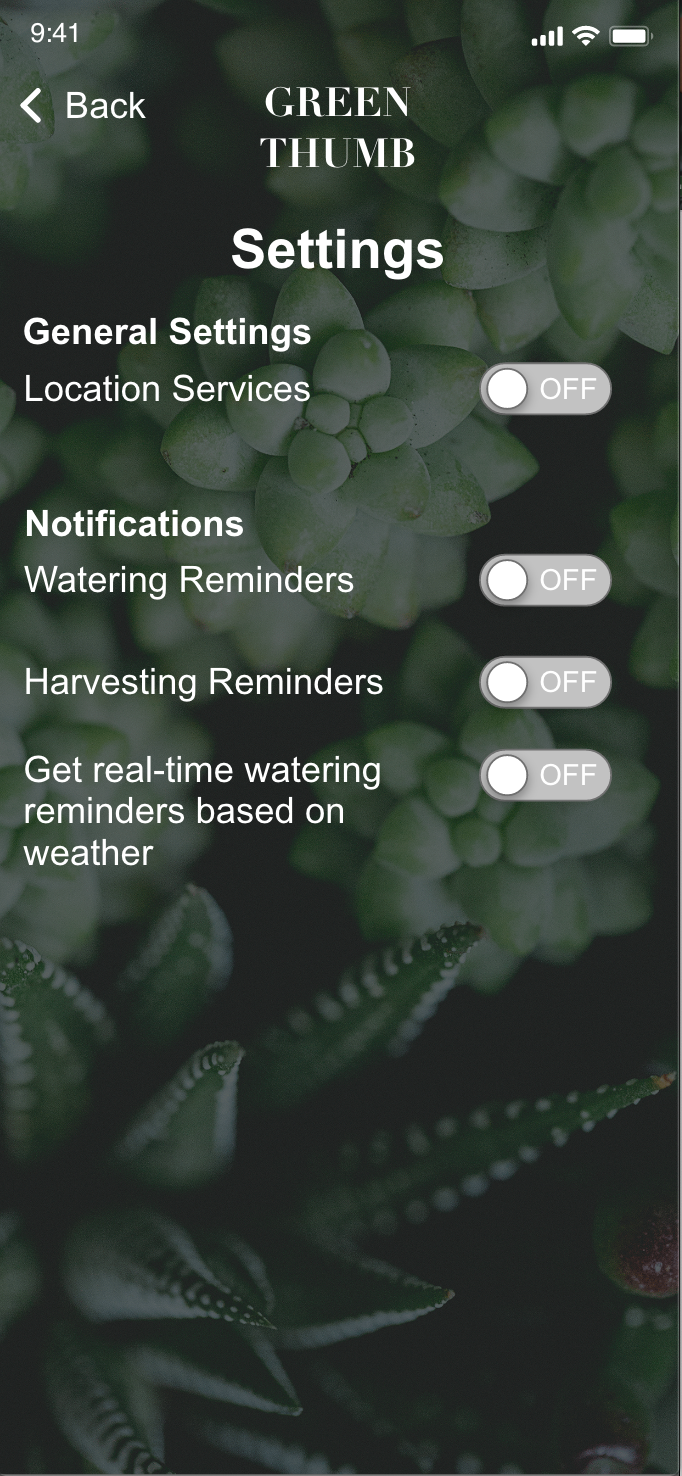 9:41
Back
GREEN
THUMB
Settings
General Settings
Location Services OFF
Notifications
Watering Reminders OFF
Harvesting Reminders OFF
Get real-time watering OFF
reminders based on
weather